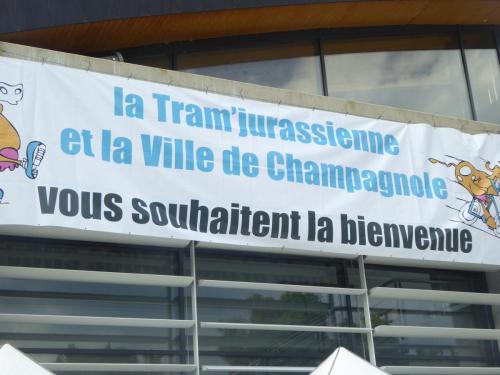 la Tram'jurassienne
et la Ville de Champagnole
vous souhaitent la bienvenue